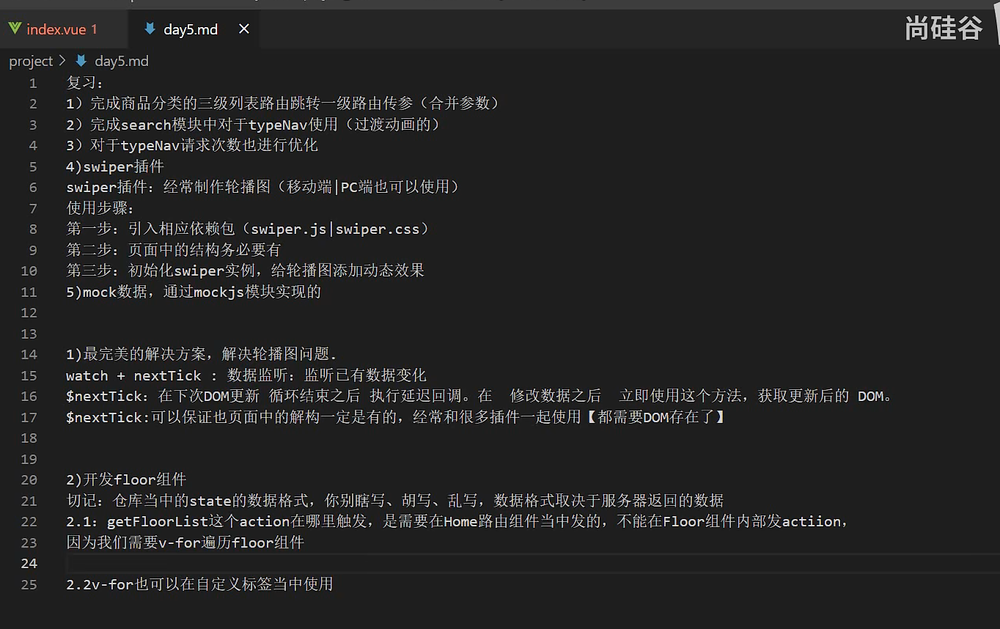 index.vue 1
day5.md
尚硅谷
project > day5.md
1 复习：
2 1）完成商品分类的三级列表路由跳转一级路由传参（合并参数）
3 2）完成search模块中对于typeNav使用（过渡动画的）
4 3）对于typeNav请求次数也进行优化
5 4)swiper插件
6 swiper插件：经常制作轮播图（移动端|PC端也可以使用）
7 使用步骤：
8 第一步：引入相应依赖包（swiper.js|swiper.css）
9 第二步：页面中的结构务必要有
10 第三步：初始化swiper实例，给轮播图添加动态效果
11 5)mock数据，通过mockjs模块实现的
12
13
14 1)最完美的解决方案，解决轮播图问题.
15 watch + nextTick : 数据监听：监听已有数据变化
16 $nextTick：在下次DOM更新 循环结束之后 执行延迟回调。在  修改数据之后  立即使用这个方法，获取更新后的 DOM。
17 $nextTick:可以保证也页面中的解构一定是有的，经常和很多插件一起使用【都需要DOM存在了】
18
19
20 2)开发floor组件
21 切记：仓库当中的state的数据格式，你别瞎写、胡写、乱写，数据格式取决于服务器返回的数据
22 2.1：getFloorList这个action在哪里触发，是需要在Home路由组件当中发的，不能在Floor组件内部发actiion，
23 因为我们需要v-for遍历floor组件
24
25 2.2v-for也可以在自定义标签当中使用